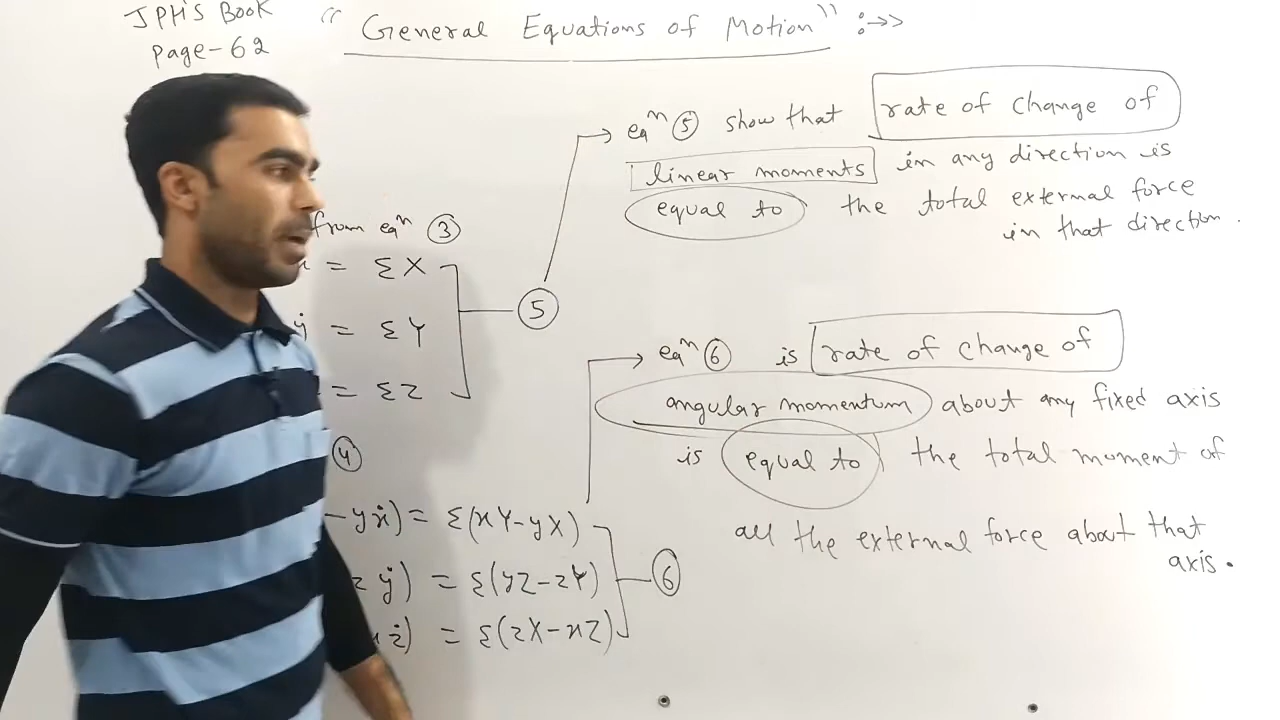 JPH'S BOOK
Page-62
“ General Equations of Motion ” :->>
from eqⁿ ③
= ΣX
ẏ = ΣY
= ΣZ
⑤
④
- yẋ) = Σ(xY-yX)
zẏ) = Σ(yZ-zY)
ż) = Σ(zX-xZ)
⑥
eqⁿ ⑤ show that rate of change of
linear moments in any direction is
equal to the total external force
in that direction.
eqⁿ ⑥ is rate of change of
angular momentum about any fixed axis
is equal to the total moment of
all the external force about that
axis.